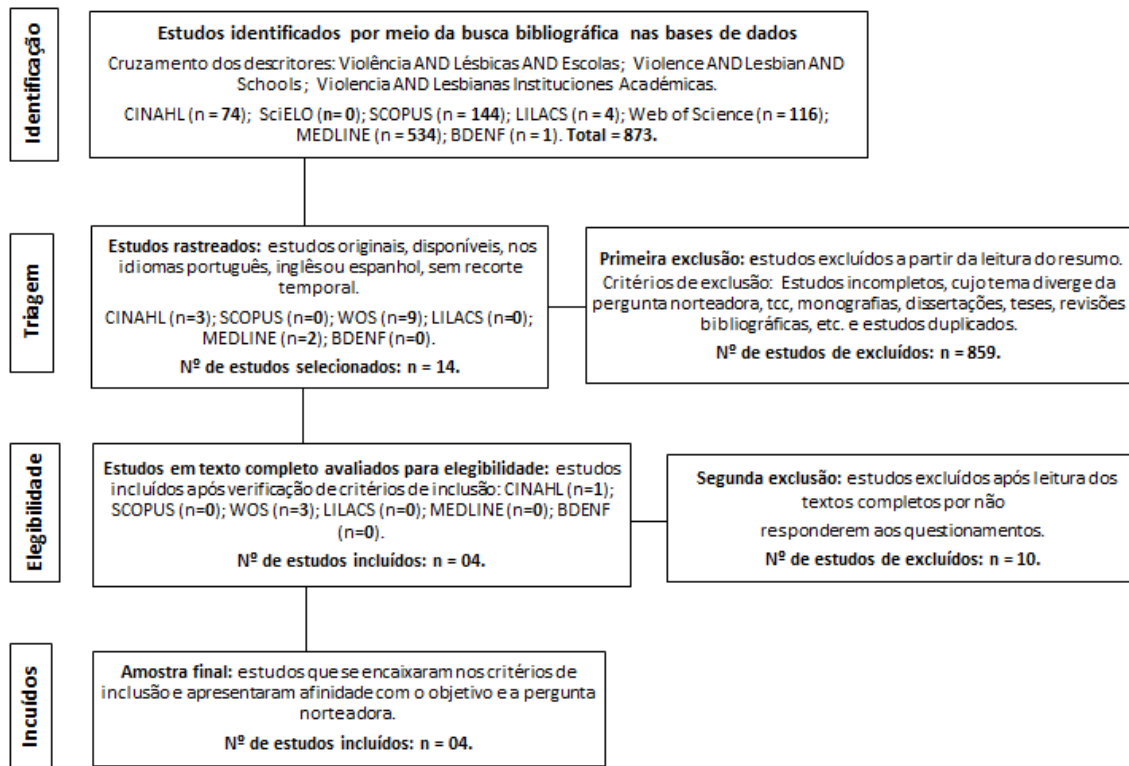 Identificação
Estudos identificados por meio da busca bibliográfica nas bases de dados
Cruzamento dos descritores: Violência AND Lésbicas AND Escolas; Violence AND Lesbian AND
Schools; Violencia AND Lesbianas Instituciones Académicas.
CINAHL (n = 74); SciELO (n= 0); SCOPUS (n = 144); LILACS (n = 4); Web of Science (n = 116);
MEDLINE (n = 534); BDENF (n = 1). Total = 873.
Triagem
Estudos rastreados: estudos originais, disponíveis, nos
idiomas português, inglês ou espanhol, sem recorte
temporal.
CINAHL (n=3); SCOPUS (n=0); WOS (n=9); LILACS (n=0);
MEDLINE (n=2); BDENF (n=0).
Nº de estudos selecionados: n = 14.
Primeira exclusão: estudos excluídos a partir da leitura do resumo.
Critérios de exclusão: Estudos incompletos, cujo tema diverge da
pergunta norteadora, tcc, monografias, dissertações, teses, revisões
bibliográficas, etc. e estudos duplicados.
Nº de estudos de excluídos: n = 859.
Elegibilidade
Estudos em texto completo avaliados para elegibilidade: estudos
incluídos após verificação de critérios de inclusão: CINAHL (n=1);
SCOPUS (n=0); WOS (n=3); LILACS (n=0); MEDLINE (n=0); BDENF
(n=0).
Nº de estudos incluídos: n = 04.
Segunda exclusão: estudos excluídos após leitura dos
textos completos por não
responderem aos questionamentos.
Nº de estudos de excluídos: n = 10.
Incuídos
Amostra final: estudos que se encaixaram nos critérios de
inclusão e apresentaram afinidade com o objetivo e a pergunta
norteadora.
Nº de estudos incluídos: n = 04.